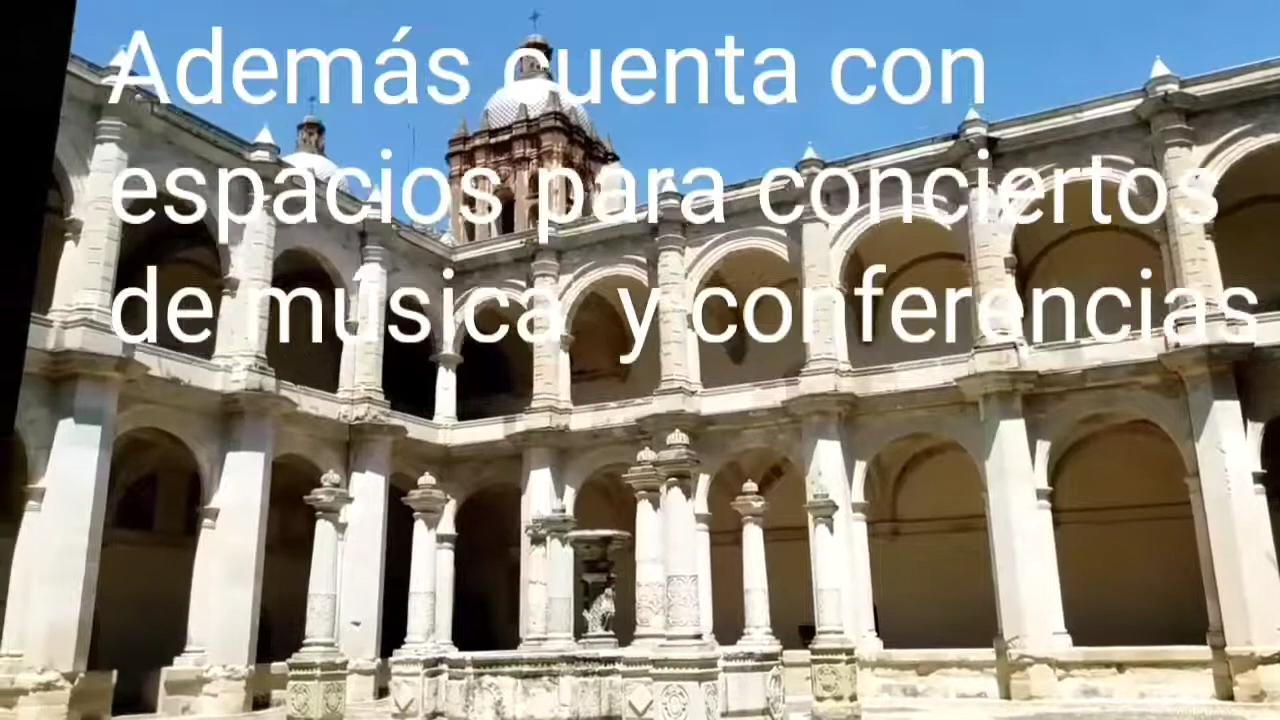 Además cuenta con
espacios para conciertos
de música  y conferencias